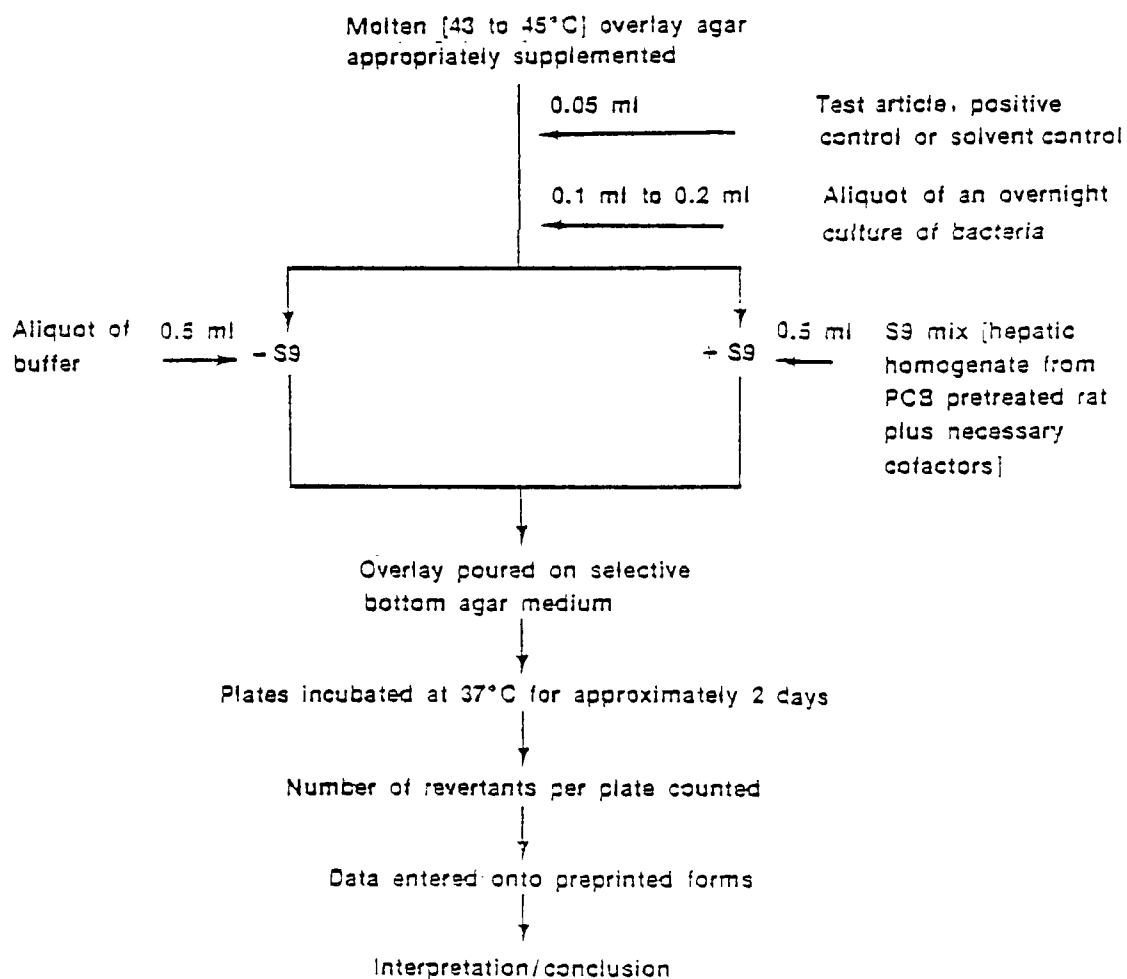 Molten [43 to 45°C] overlay agar
appropriately supplemented
0.05 ml
Test article, positive
control or solvent control
0.1 ml to 0.2 ml
Aliquot of an overnight
culture of bacteria
Aliquot of
buffer
0.5 ml
- S9
+ S9
0.5 ml
S9 mix [hepatic
homogenate from
PCB pretreated rat
plus necessary
cofactors]
Overlay poured on selective
bottom agar medium
Plates incubated at 37°C for approximately 2 days
Number of revertants per plate counted
Data entered onto preprinted forms
Interpretation/conclusion